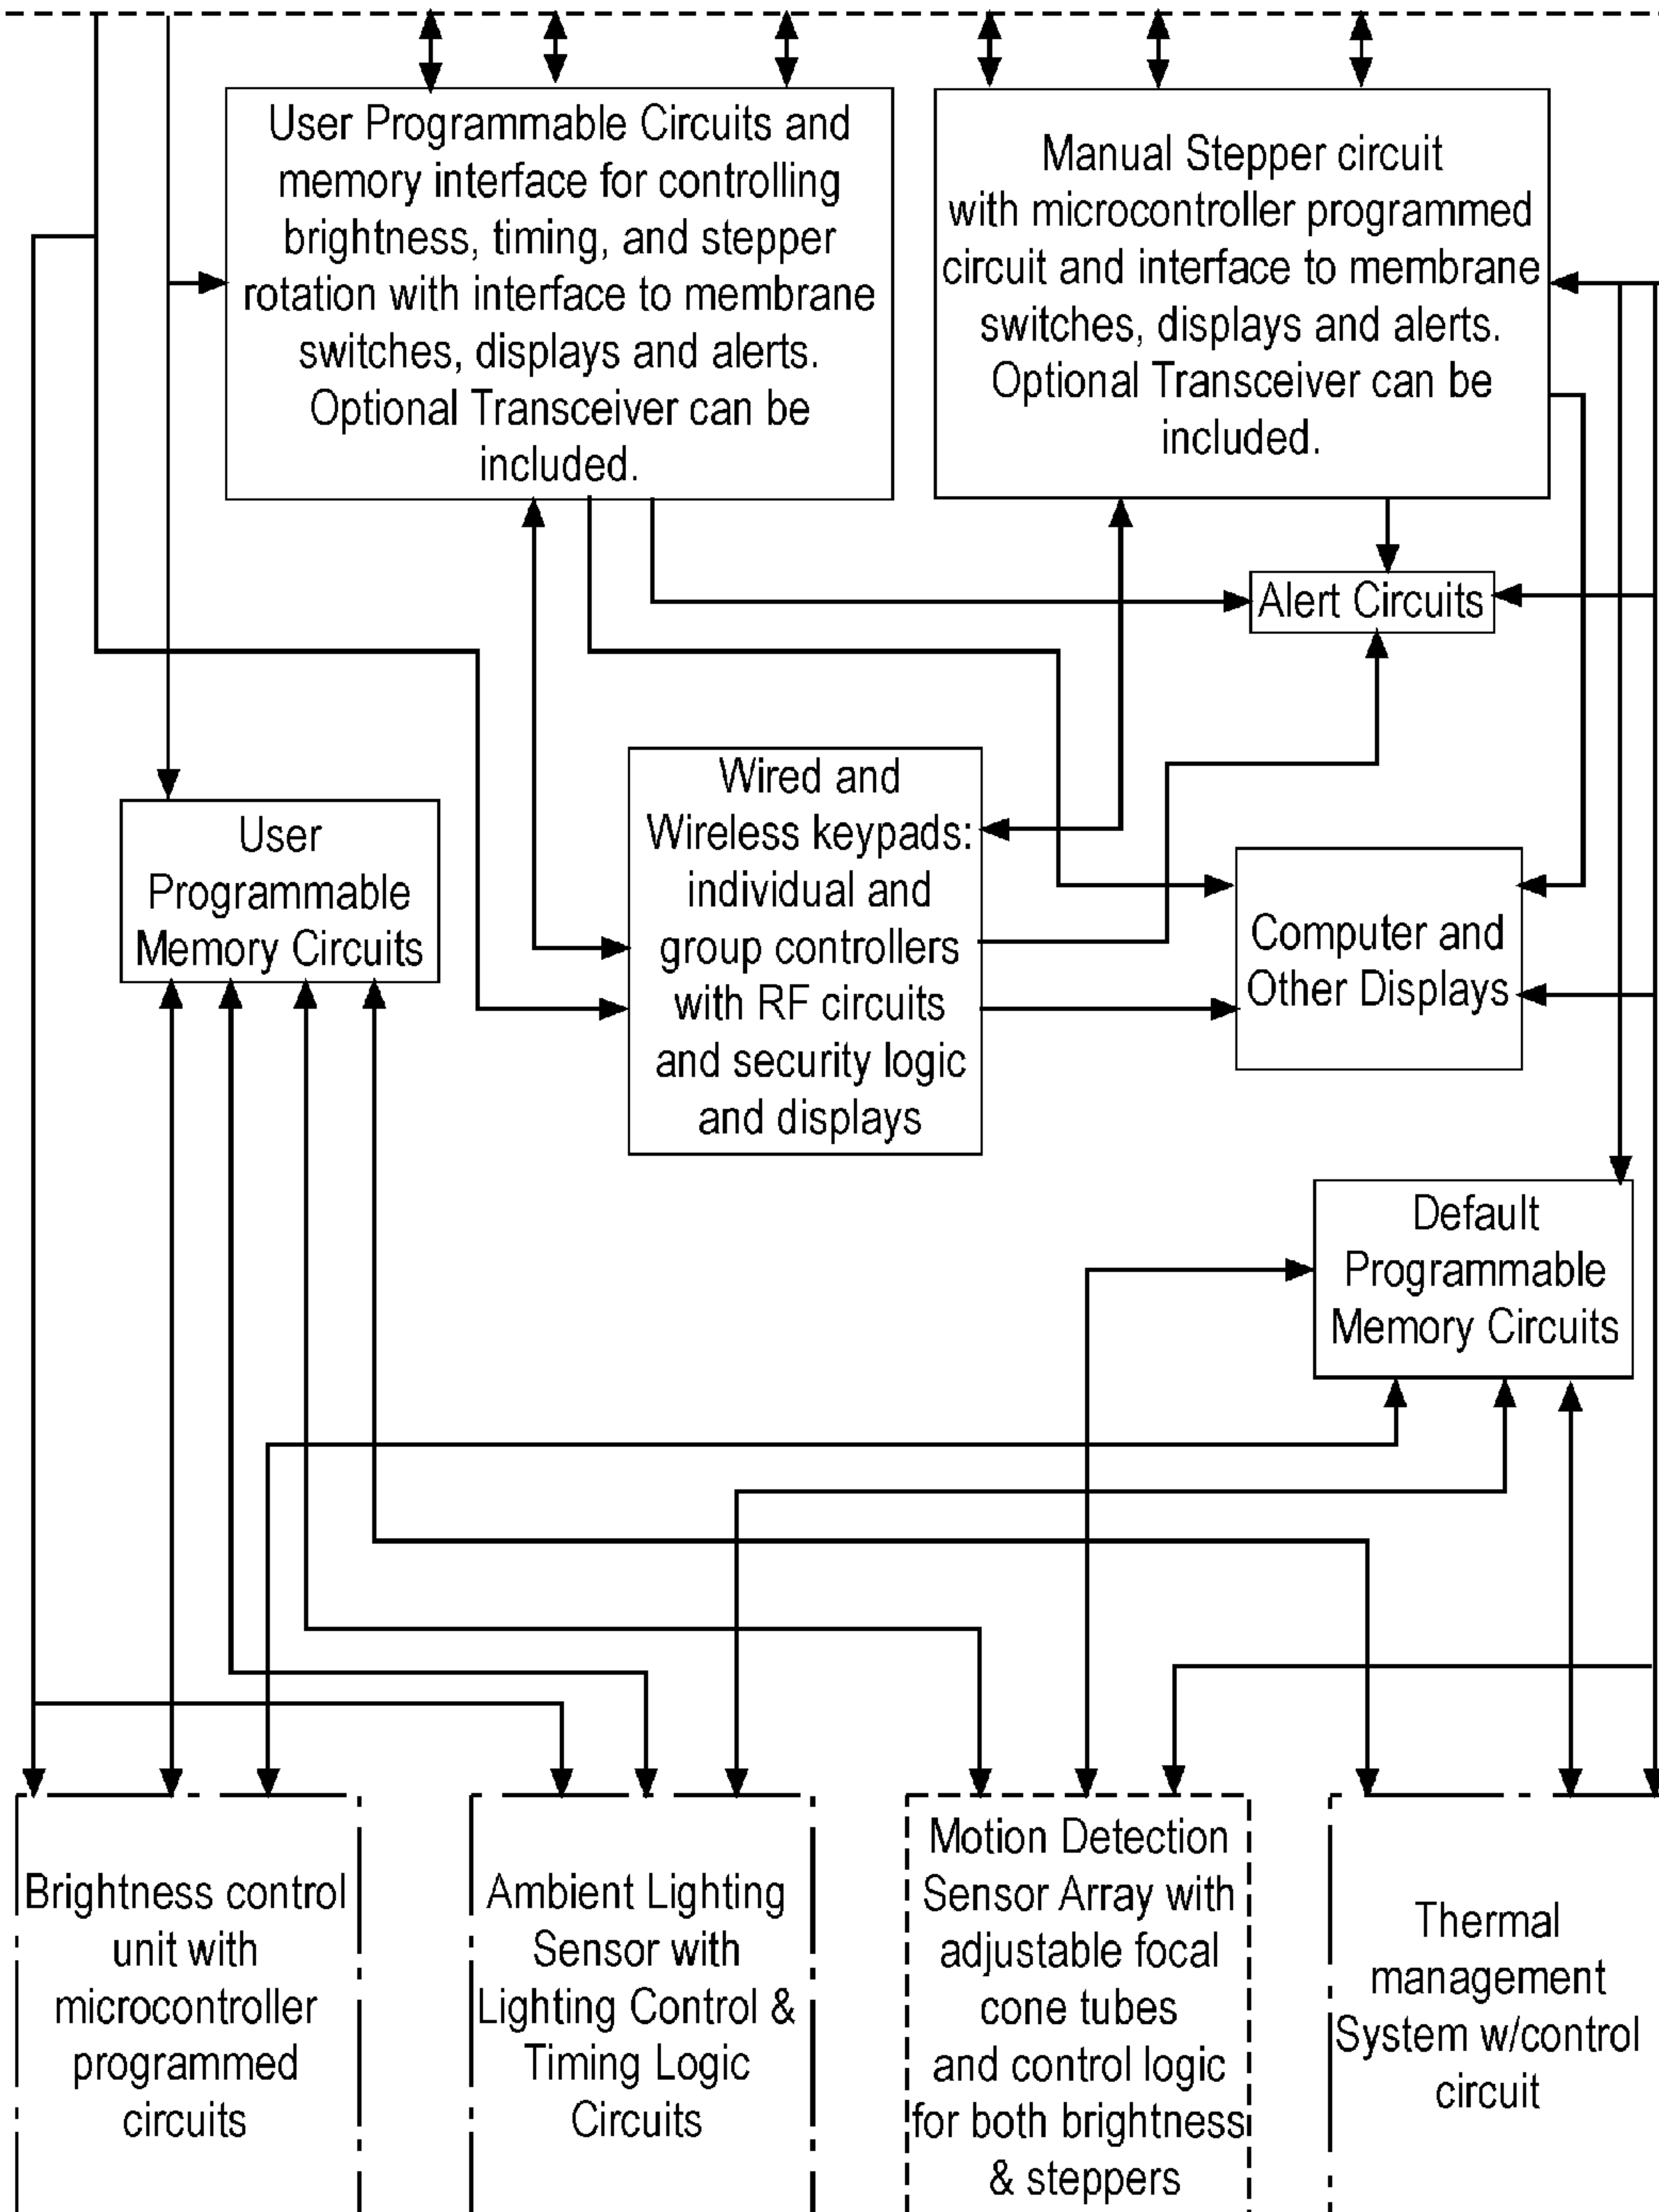 User Programmable Circuits and
memory interface for controlling
brightness, timing, and stepper
rotation with interface to membrane
switches, displays and alerts.
Optional Transceiver can be
included.
Manual Stepper circuit
with microcontroller programmed
circuit and interface to membrane
switches, displays and alerts.
Optional Transceiver can be
included.
Alert Circuits
Wired and
Wireless keypads:
individual and
group controllers
with RF circuits
and security logic
and displays
User
Programmable
Memory Circuits
Computer and
Other Displays
Default
Programmable
Memory Circuits
Brightness control
unit with
microcontroller
programmed
circuits
Ambient Lighting
Sensor with
Lighting Control &
Timing Logic
Circuits
Motion Detection
Sensor Array with
adjustable focal
cone tubes
and control logic
for both brightness
& steppers
Thermal
management
System w/control
circuit